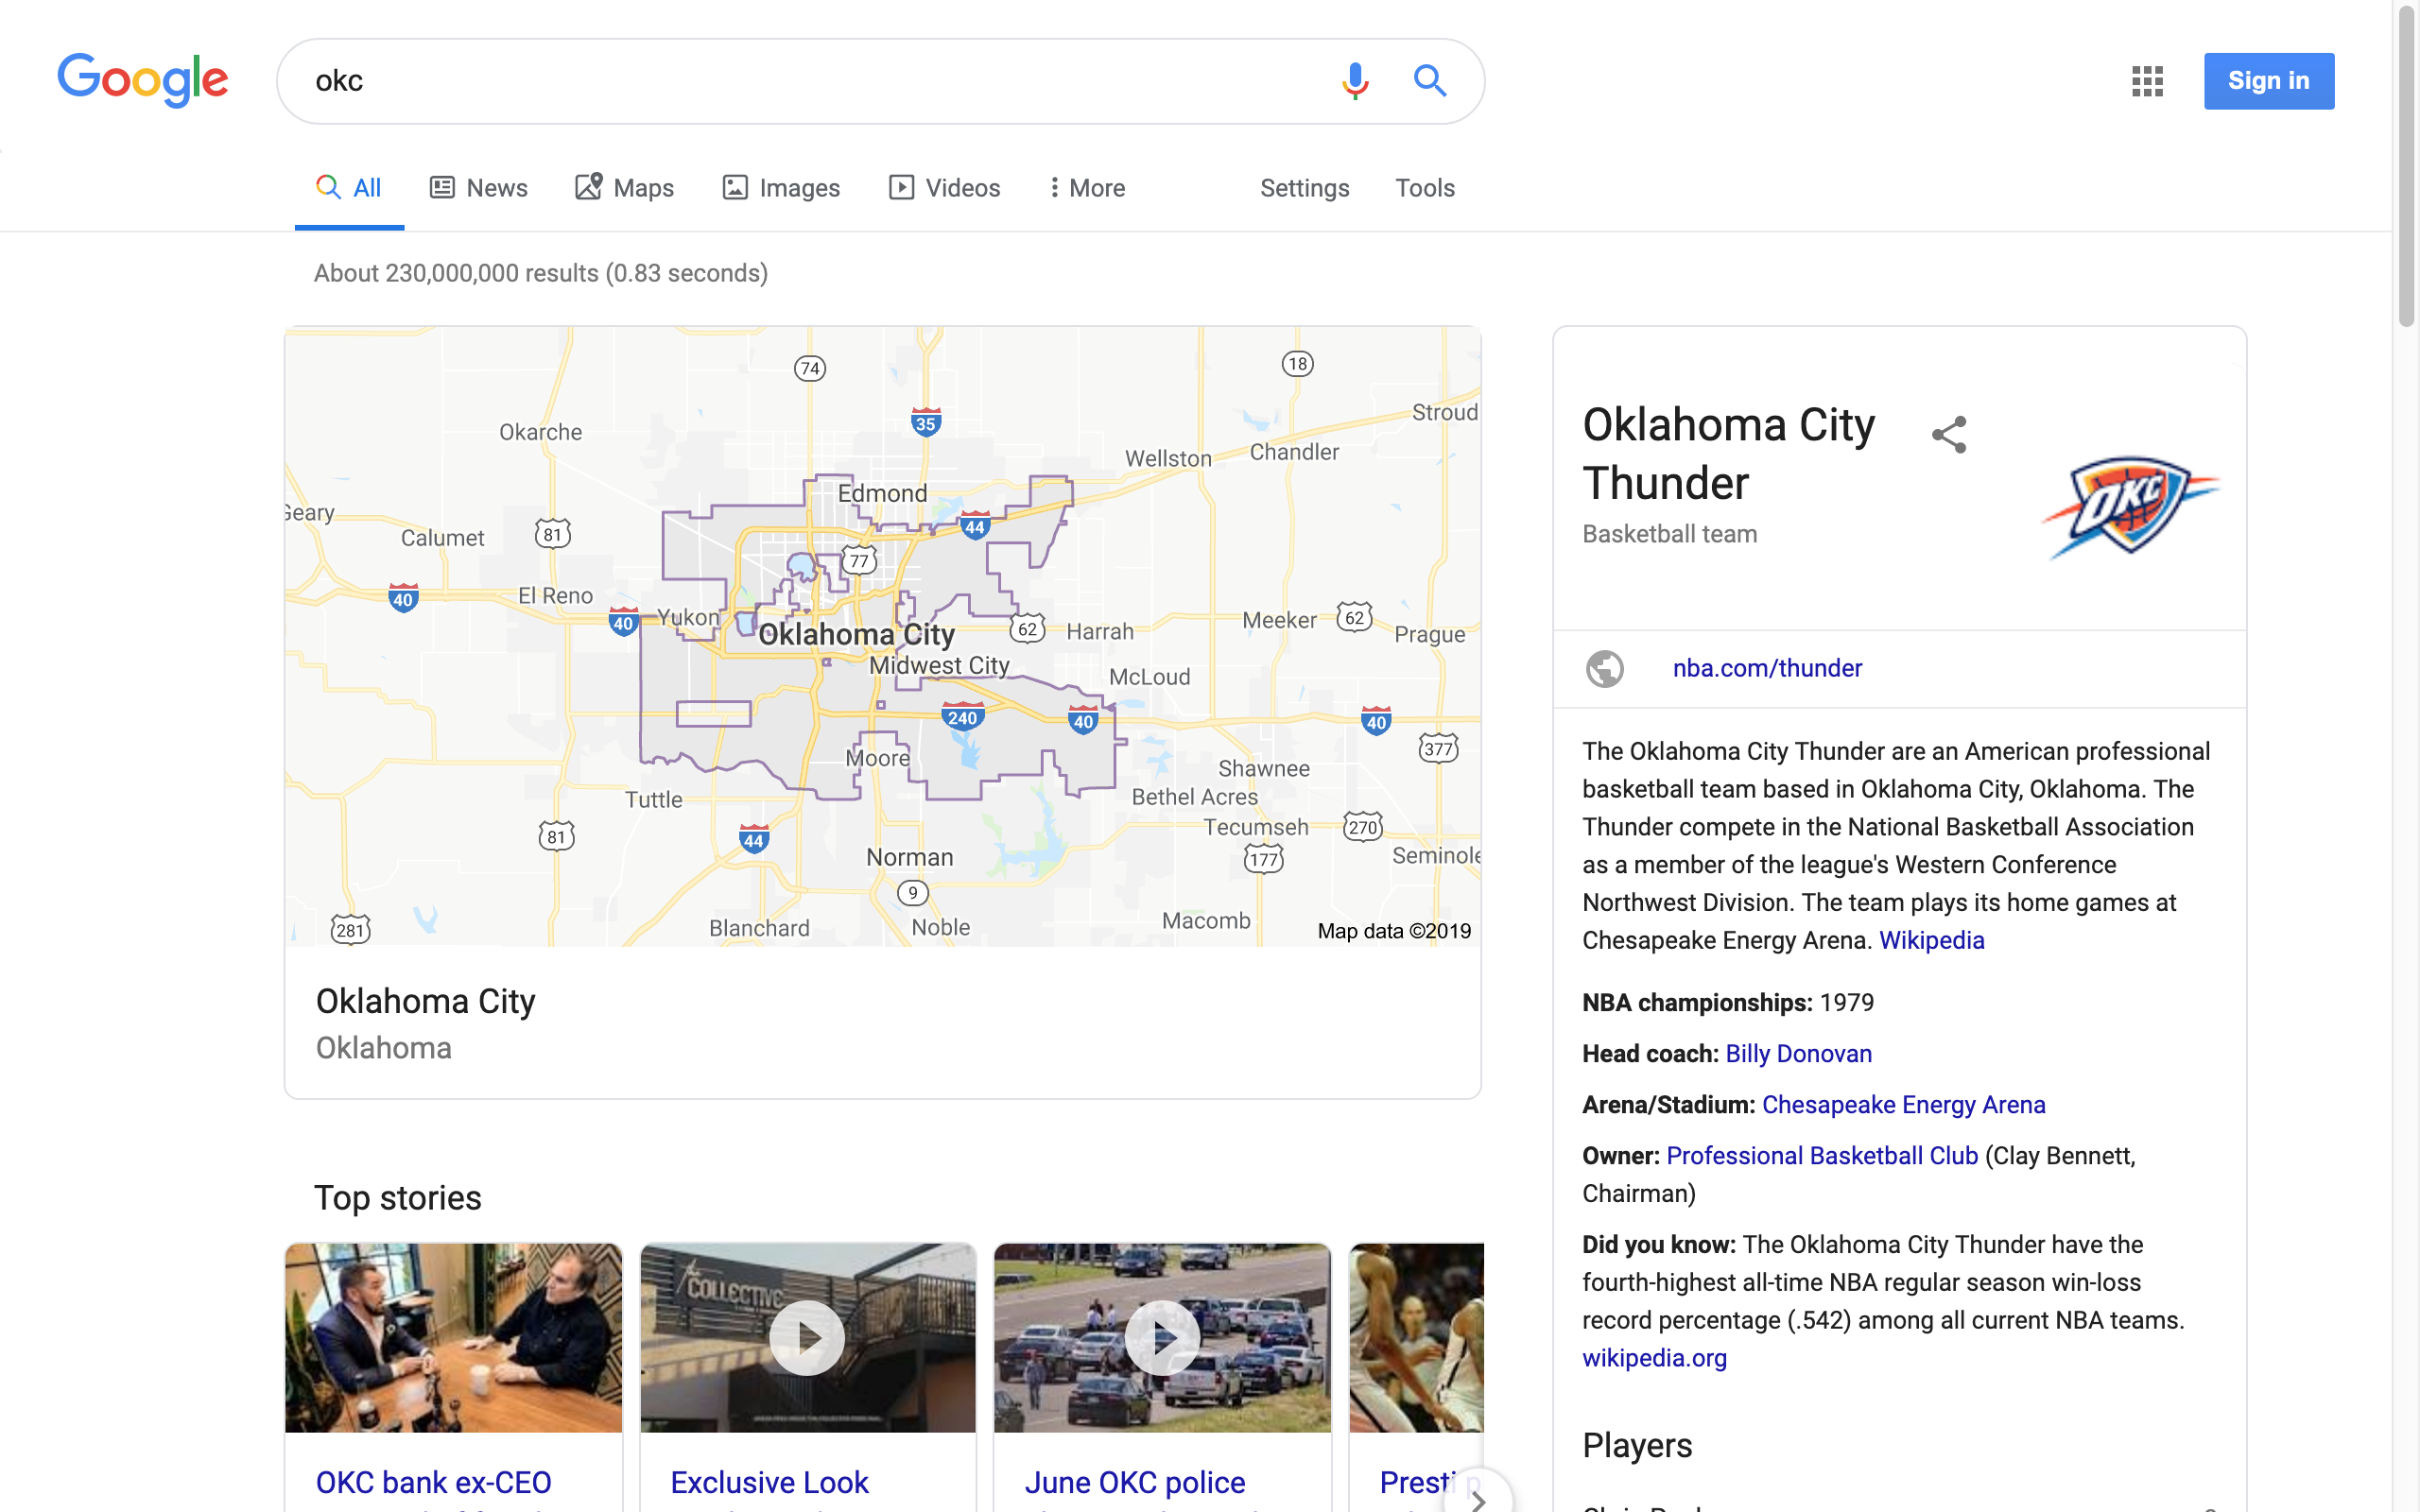 Google
okc
Sign in
All
News
Maps
Images
Videos
More
Settings
Tools
About 230,000,000 results (0.83 seconds)
74
18
35
Stroud
Okarche
Wellston
Chandler
Edmond
Geary
44
Calumet
81
77
40
El Reno
40
Yukon
Oklahoma City
62
Harrah
Meeker
62
Prague
Midwest City
McLoud
240
40
40
377
Moore
Shawnee
Tuttle
Bethel Acres
81
44
Tecumseh
270
Norman
177
Seminole
9
281
Blanchard
Noble
Macomb
Map data ©2019
Oklahoma City
Oklahoma
Top stories
THE COLLECTIVE
OKC bank ex-CEO
Exclusive Look
June OKC police
Presti p
Oklahoma City
Thunder
Basketball team
OKC
nba.com/thunder
The Oklahoma City Thunder are an American professional
basketball team based in Oklahoma City, Oklahoma. The
Thunder compete in the National Basketball Association
as a member of the league's Western Conference
Northwest Division. The team plays its home games at
Chesapeake Energy Arena. Wikipedia
NBA championships: 1979
Head coach: Billy Donovan
Arena/Stadium: Chesapeake Energy Arena
Owner: Professional Basketball Club (Clay Bennett,
Chairman)
Did you know: The Oklahoma City Thunder have the
fourth-highest all-time NBA regular season win-loss
record percentage (.542) among all current NBA teams.
wikipedia.org
Players